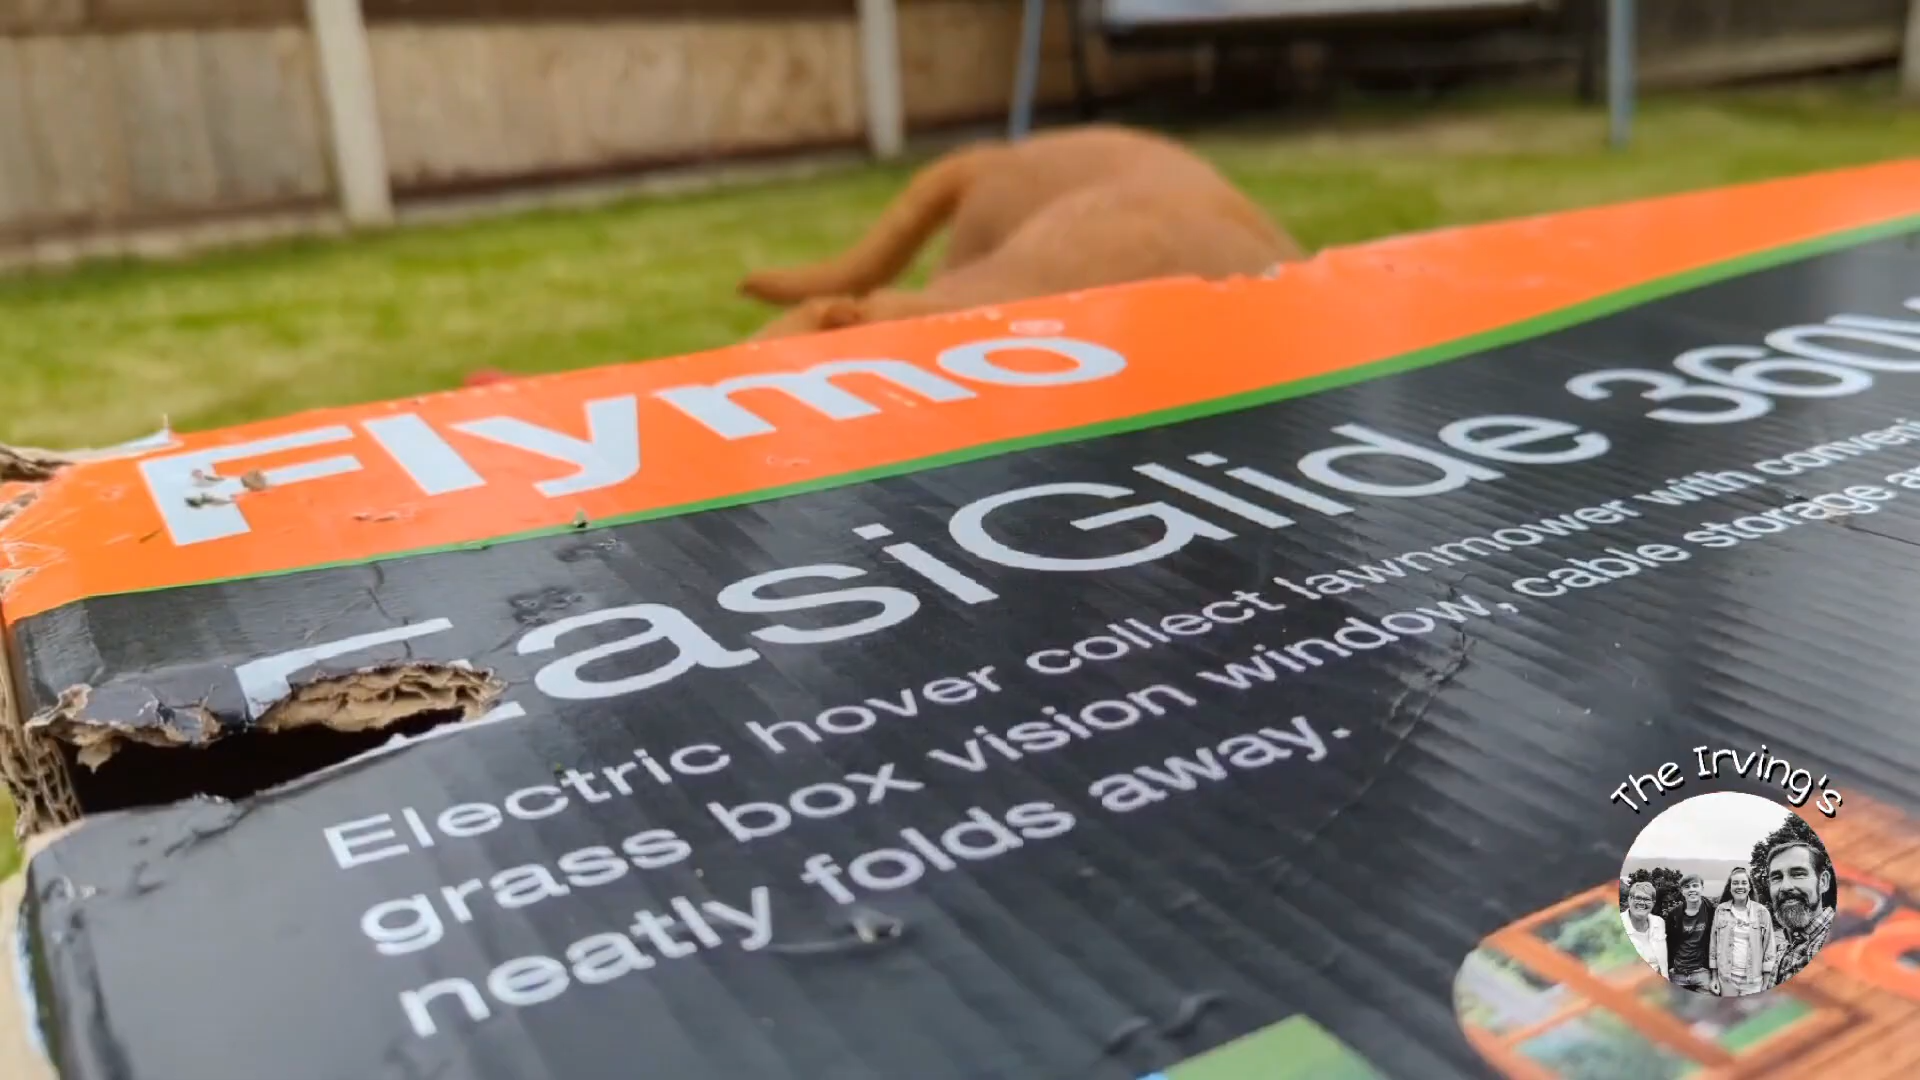 Flymo®
EasiGlide 360
Electric hover collect lawnmower with
grass box vision window, cable storage
neatly folds away.
The Irving's